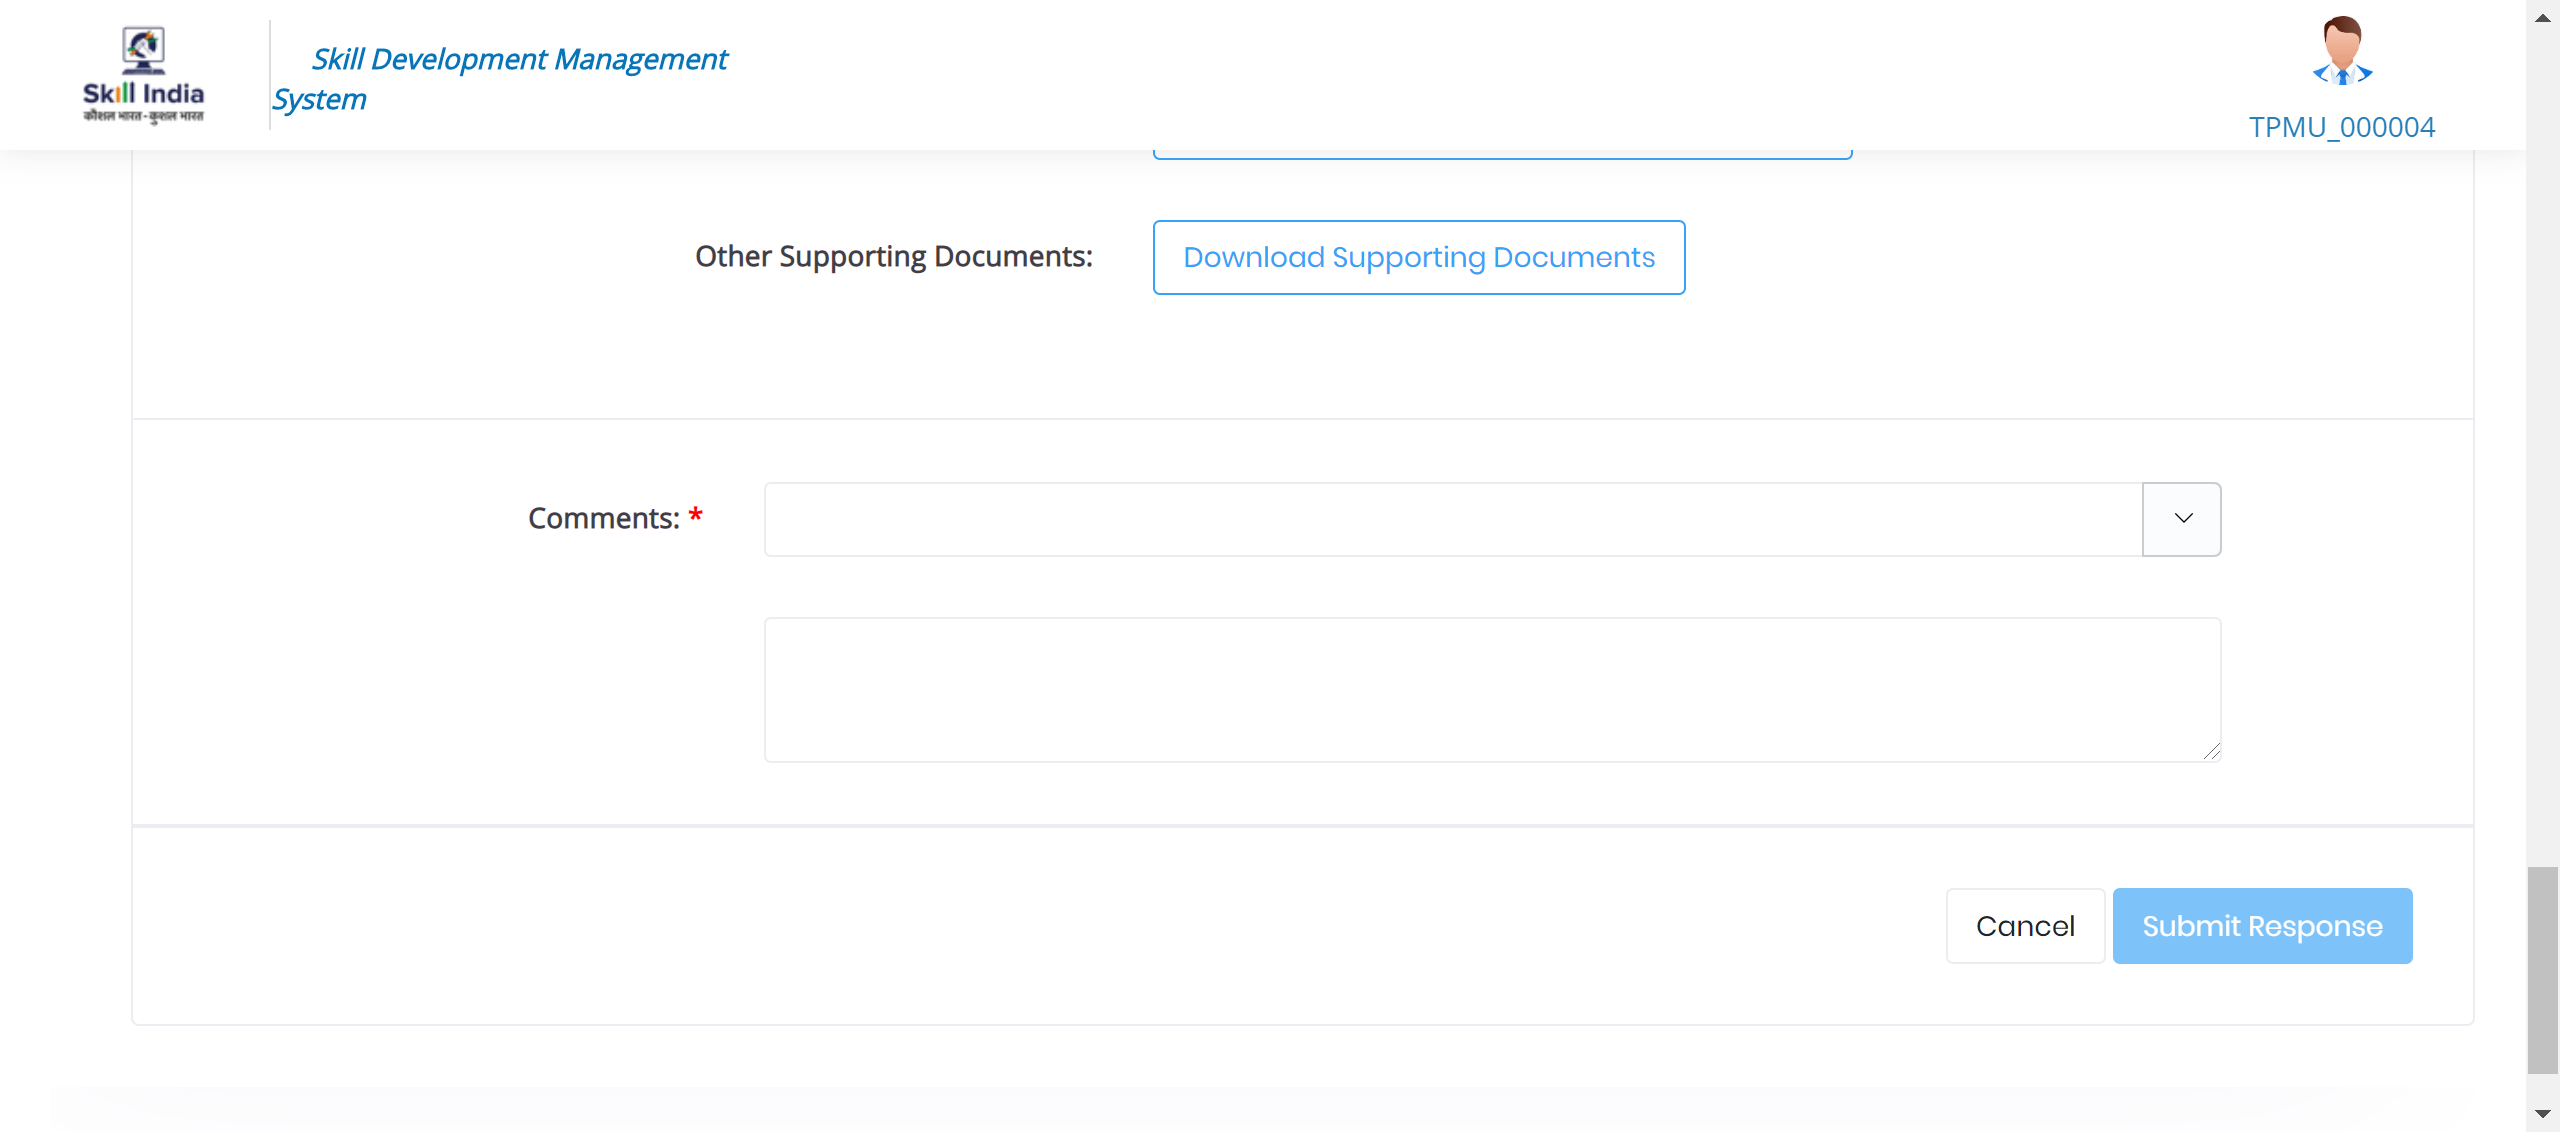 Skill India
कौशल भारत - कुशल भारत
Skill Development Management
System
TPMU_000004
Other Supporting Documents:
Download Supporting Documents
Comments: *
Cancel
Submit Response